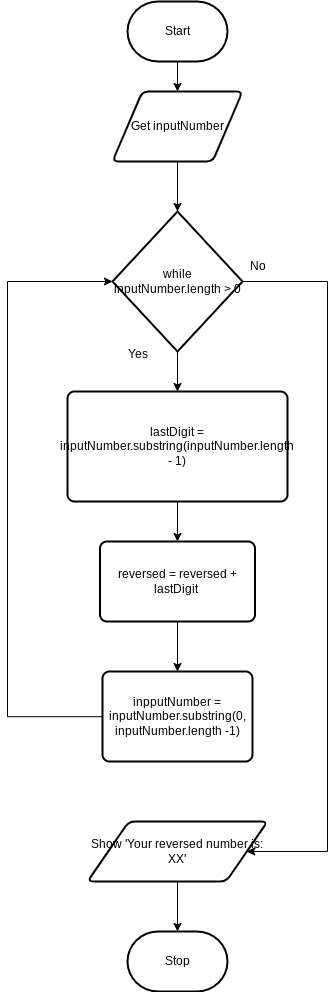 Start
Get inputNumber
while
inputNumber.length > 0
No
Yes
lastDigit =
inputNumber.substring(inputNumber.length
- 1)
reversed = reversed +
lastDigit
inpputNumber =
inputNumber.substring(0,
inputNumber.length -1)
Show 'Your reversed number is:
XX'
Stop